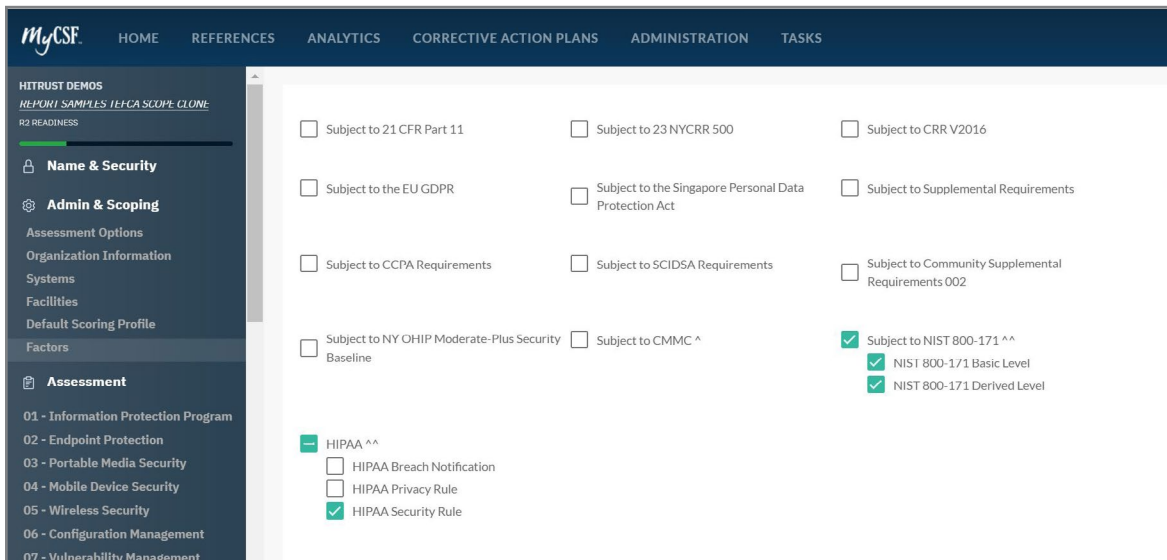 MyCSF.
HOME REFERENCES ANALYTICS CORRECTIVE ACTION PLANS ADMINISTRATION TASKS
HITRUST DEMOS
REPORT SAMPLES TEFCA SCOPE CLONE
R2 READINESS
Name & Security
Admin & Scoping
Assessment Options
Organization Information
Systems
Facilities
Default Scoring Profile
Factors
Assessment
01 - Information Protection Program
02 - Endpoint Protection
03 - Portable Media Security
04 - Mobile Device Security
05 - Wireless Security
06 - Configuration Management
07 - Vulnerability Management
Subject to 21 CFR Part 11
Subject to 23 NYCRR 500
Subject to CRR V2016
Subject to the EU GDPR
Subject to the Singapore Personal Data
Protection Act
Subject to Supplemental Requirements
Subject to CCPA Requirements
Subject to SCIDSA Requirements
Subject to Community Supplemental
Requirements 002
Subject to NY OHIP Moderate-Plus Security
Baseline
Subject to CMMC ^
Subject to NIST 800-171 ^^
NIST 800-171 Basic Level
NIST 800-171 Derived Level
HIPAA ^^
HIPAA Breach Notification
HIPAA Privacy Rule
HIPAA Security Rule